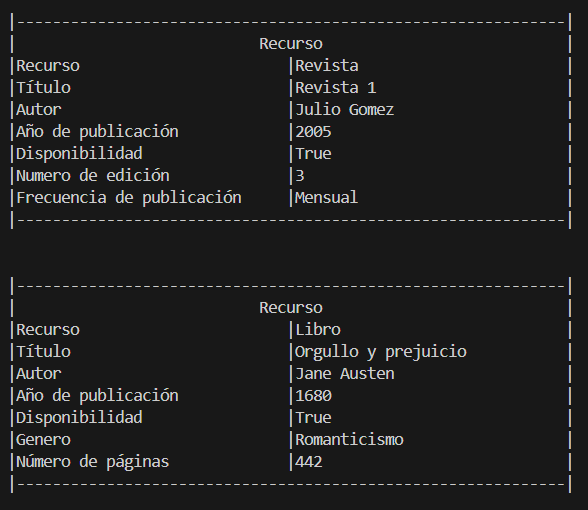 |-------------------------------------------------------------|
|                           Recurso                           |
|Recurso                       |Revista                       |
|Título                        |Revista 1                     |
|Autor                         |Julio Gomez                   |
|Año de publicación            |2005                          |
|Disponibilidad                |True                          |
|Numero de edición             |3                             |
|Frecuencia de publicación     |Mensual                       |
|-------------------------------------------------------------|
|-------------------------------------------------------------|
|                           Recurso                           |
|Recurso                       |Libro                         |
|Título                        |Orgullo y prejuicio           |
|Autor                         |Jane Austen                   |
|Año de publicación            |1680                          |
|Disponibilidad                |True                          |
|Genero                        |Romanticismo                  |
|Número de páginas             |442                           |
|-------------------------------------------------------------|